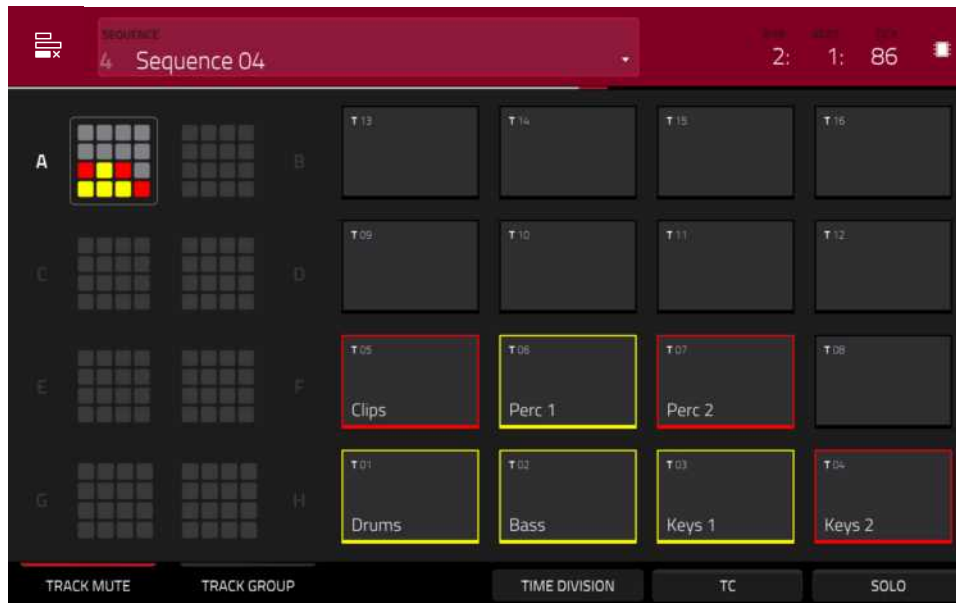 SEQUENCE
4 Sequence 04
2: 1: 86
A
B
T 13
T 14
T 15
T 16
C
D
T 09
T 10
T 11
T 12
E
F
T 05
T 06
T 07
T 08
Clips
Perc 1
Perc 2
G
H
T 01
T 02
T 03
T 04
Drums
Bass
Keys 1
Keys 2
TRACK MUTE
TRACK GROUP
TIME DIVISION
TC
SOLO